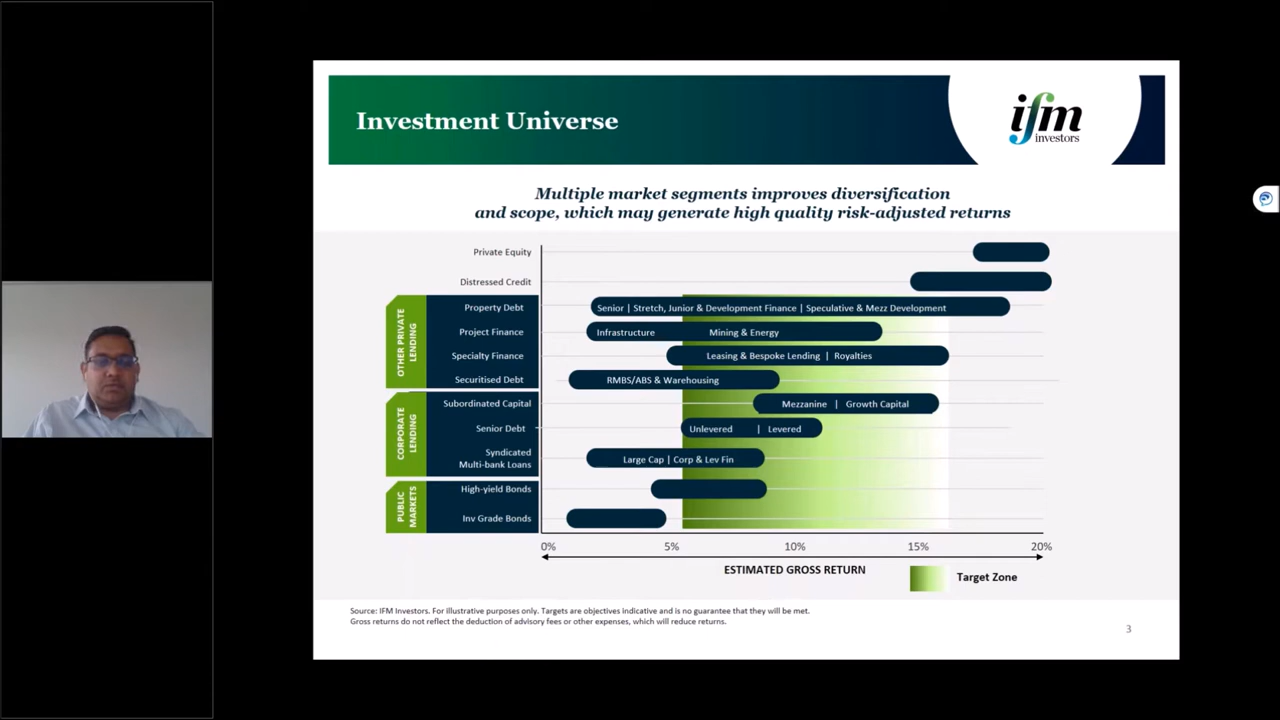 Investment Universe
ifm
investors
Multiple market segments improves diversification
and scope, which may generate high quality risk-adjusted returns
Private Equity
Distressed Credit
OTHER PRIVATE
LENDING
Property Debt
Senior | Stretch, Junior & Development Finance | Speculative & Mezz Development
Project Finance
Infrastructure
Mining & Energy
Specialty Finance
Leasing & Bespoke Lending | Royalties
Securitised Debt
RMBS/ABS & Warehousing
CORPORATE
LENDING
Subordinated Capital
Mezzanine | Growth Capital
Senior Debt
Unlevered | Levered
Syndicated
Multi-bank Loans
Large Cap | Corp & Lev Fin
PUBLIC
MARKETS
High-yield Bonds
Inv Grade Bonds
0% 5% 10% 15% 20%
ESTIMATED GROSS RETURN
Target Zone
Source: IFM Investors. For illustrative purposes only. Targets are objectives indicative and is no guarantee that they will be met.
Gross returns do not reflect the deduction of advisory fees or other expenses, which will reduce returns.
3